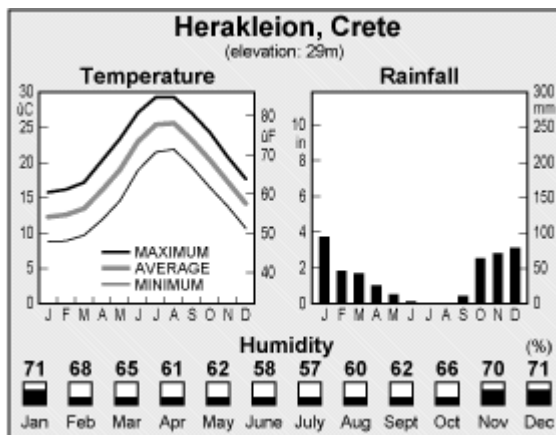 Herakleion, Crete
(elevation: 29m)
Temperature
30
ûC
25
20
15
10
5
0
80
ûF
70
60
50
40
MAXIMUM
AVERAGE
MINIMUM
J F M A M J J A S O N D
Rainfall
10
in
8
6
4
2
0
300
mm
250
200
150
100
50
0
J F M A M J J A S O N D
Humidity (%)
71 68 65 61 62 58 57 60 62 66 70 71
Jan Feb Mar Apr May June July Aug Sept Oct Nov Dec